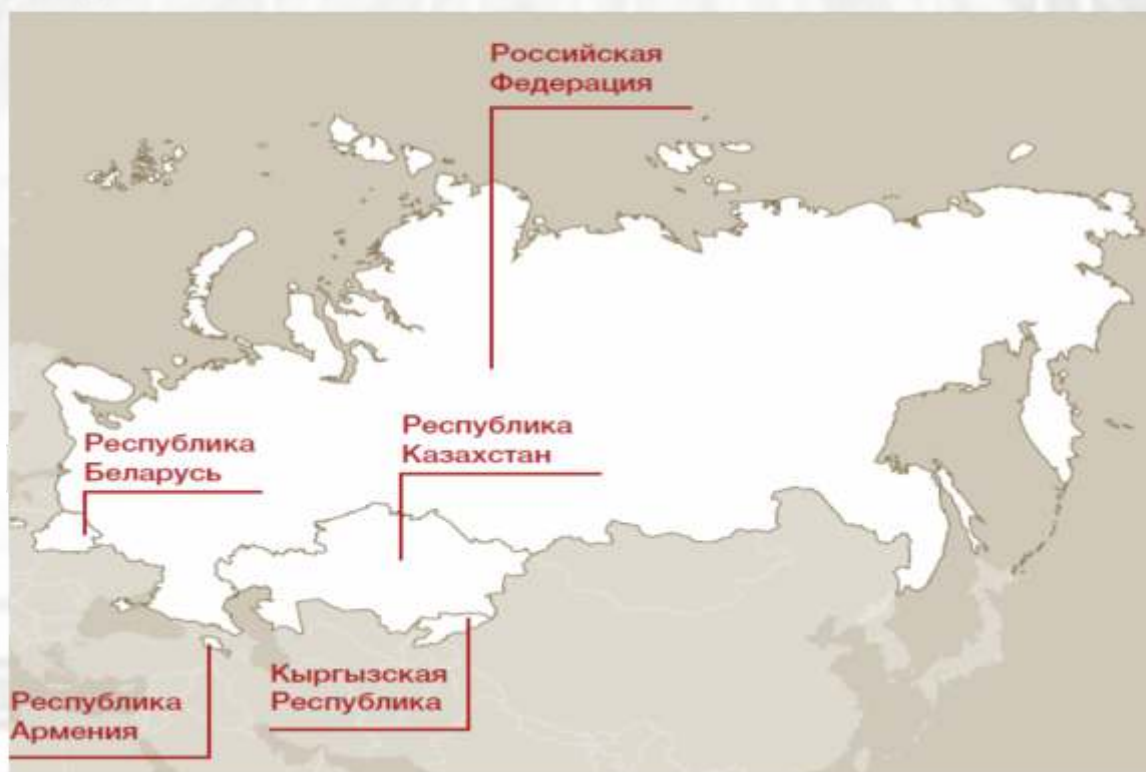 Российская
Федерация
Республика
Беларусь
Республика
Казахстан
Республика
Армения
Кыргызская
Республика